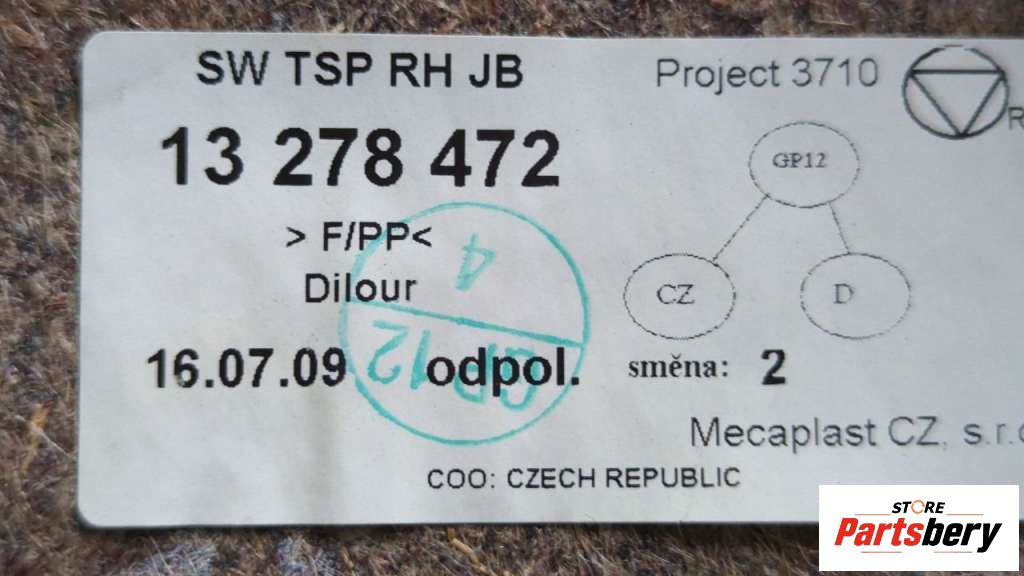 SW TSP RH JB
Project 3710
R
13 278 472
GP12
> F/PP<
4
Dilour
CZ
D
16.07.09
GP12
odpol.
směna: 2
Mecaplast CZ, s.r.o
COO: CZECH REPUBLIC
STORE
Partsbery